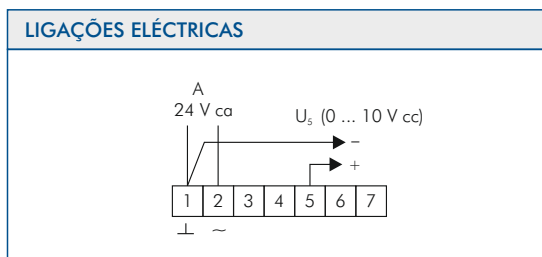 LIGAÇÕES ELÉCTRICAS
A
24 V ca
U₅ (0 ... 10 V cc)
–
+
1 2 3 4 5 6 7
⊥ ~